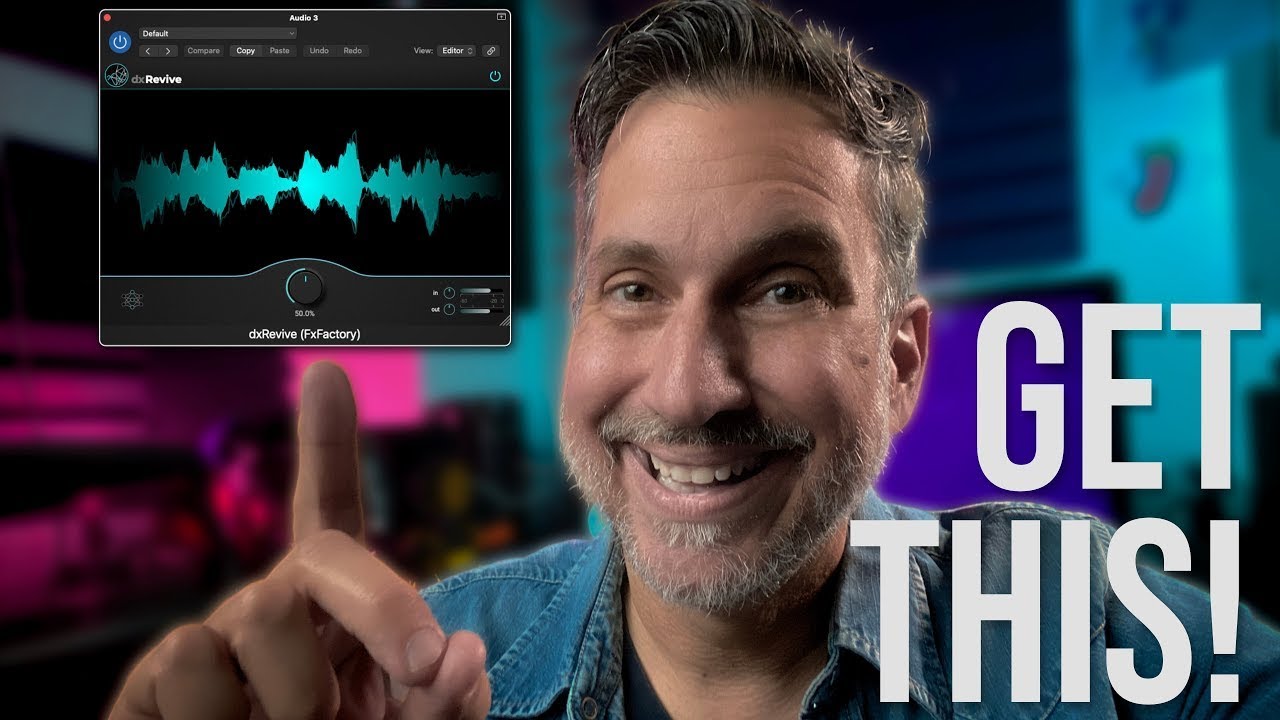 Audio 3
Default
Compare Copy Paste Undo Redo View: Editor
dxRevive
in
out
50.0%
dxRevive (FxFactory)
GET
THIS!